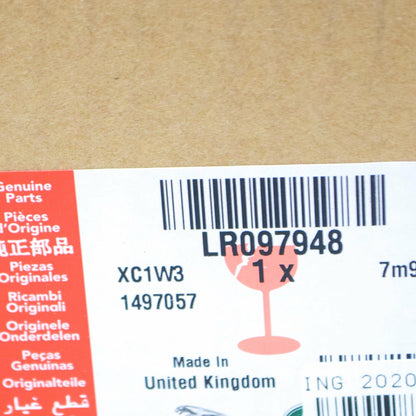 Genuine
Parts
Pièces
d'Origine
純正部品
Piezas
Originales
Ricambi
Originali
Originele
Onderdelen
Peças
Genuínas
Originalteile
قطع غيار
LR097948
XC1W3
1 x
7m9
1497057
Made In
United Kingdom
ING 2020